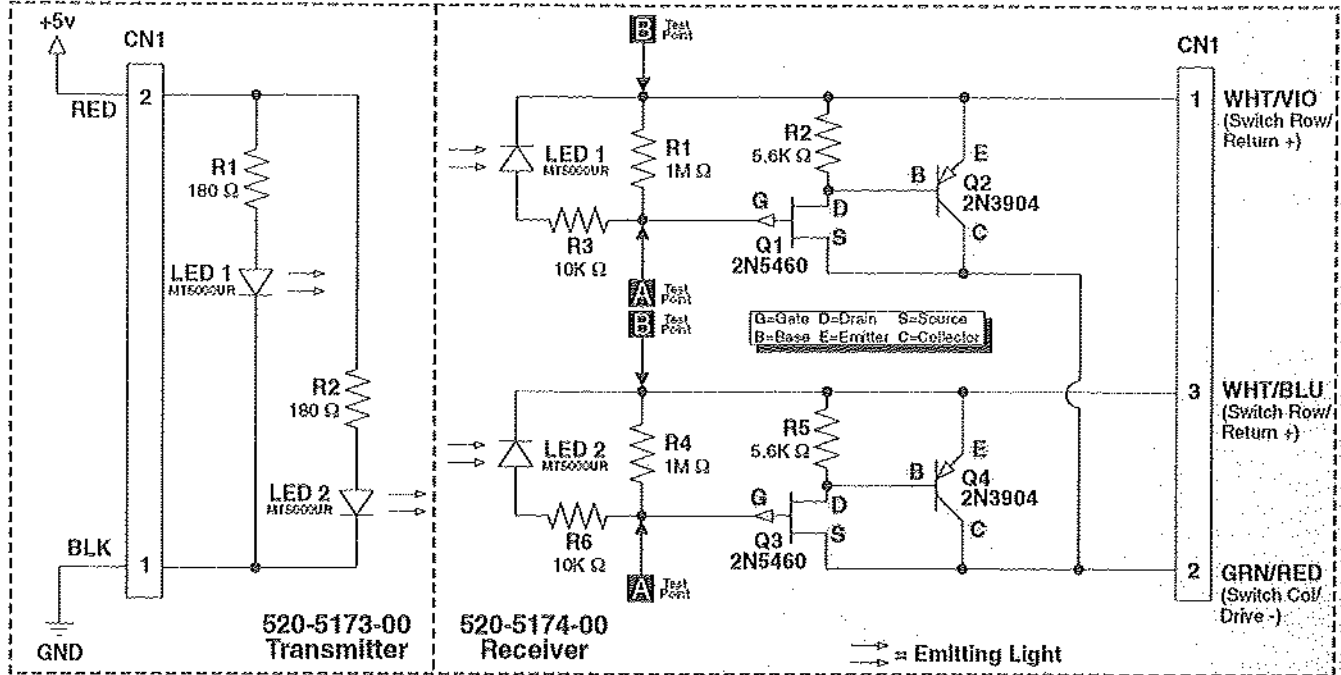 +5v
CN1
2
RED
R1
180 Ω
LED 1
MT5000UR
R2
180 Ω
LED 2
MT5000UR
BLK
1
GND
520-5173-00
Transmitter
B Test
Point
LED 1
MT5000UR
R1
1M Ω
R2
5.6K Ω
R3
10K Ω
G
D
S
Q1
2N5460
B
E
Q2
2N3904
C
A Test
Point
B Test
Point
G=Gate D=Drain S=Source
B=Base E=Emitter C=Collector
LED 2
MT5000UR
R4
1M Ω
R5
5.6K Ω
R6
10K Ω
G
D
S
Q3
2N5460
B
E
Q4
2N3904
C
A Test
Point
CN1
1 WHT/VIO
(Switch Row/
Return +)
3 WHT/BLU
(Switch Row/
Return +)
2 GRN/RED
(Switch Col/
Drive -)
520-5174-00
Receiver
= Emitting Light